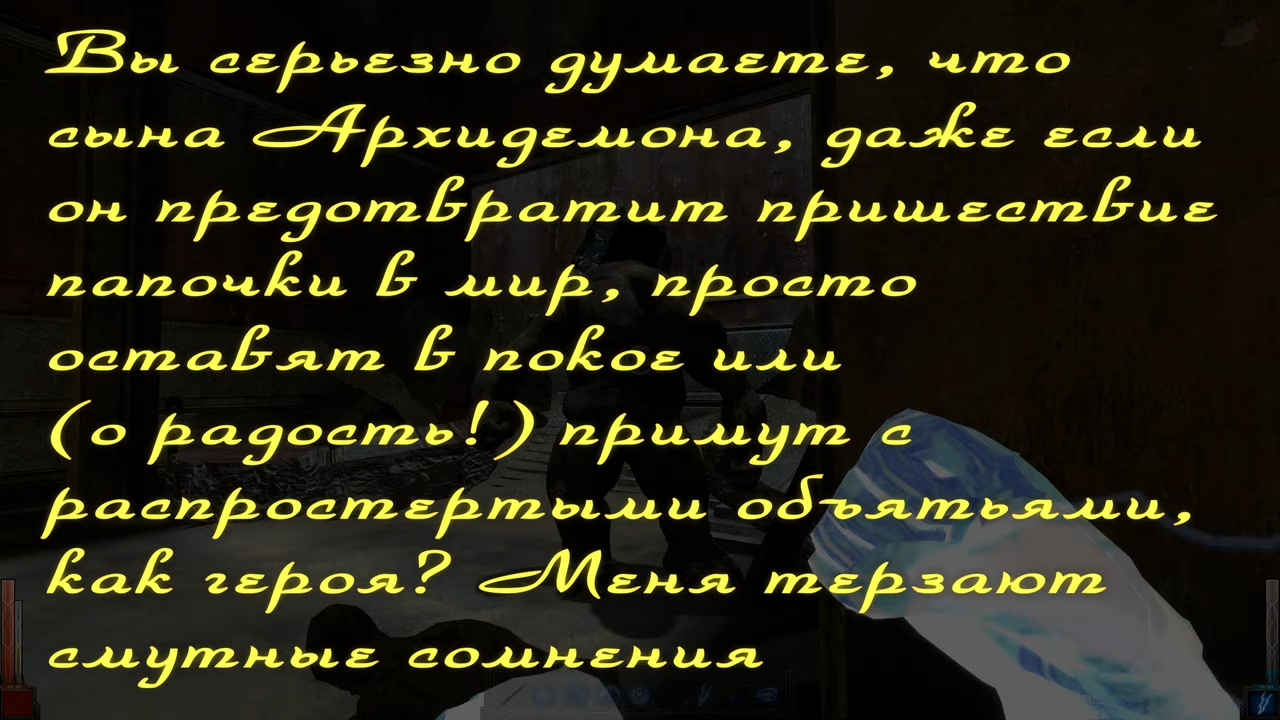 Вы серьезно думаете, что
сына Архидемона, даже если
он предотвратит пришествие
папочки в мир, просто
оставят в покое или
(о радость!) примут с
распростертыми объятьями,
как героя? Меня терзают
смутные сомнения